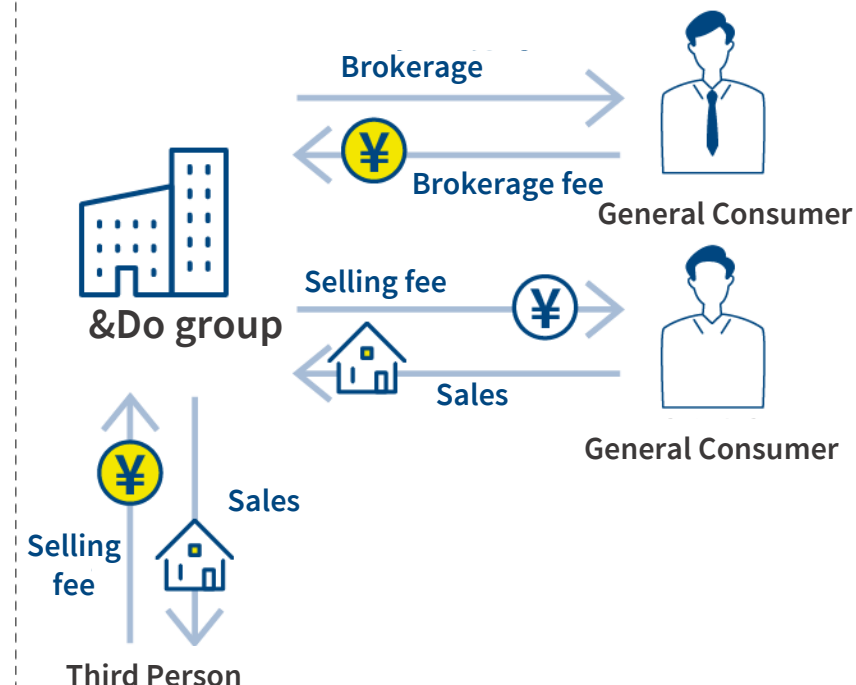 Brokerage
¥
Brokerage fee
General Consumer
Selling fee
¥
&Do group
Sales
General Consumer
¥
Sales
Selling
fee
Third Person